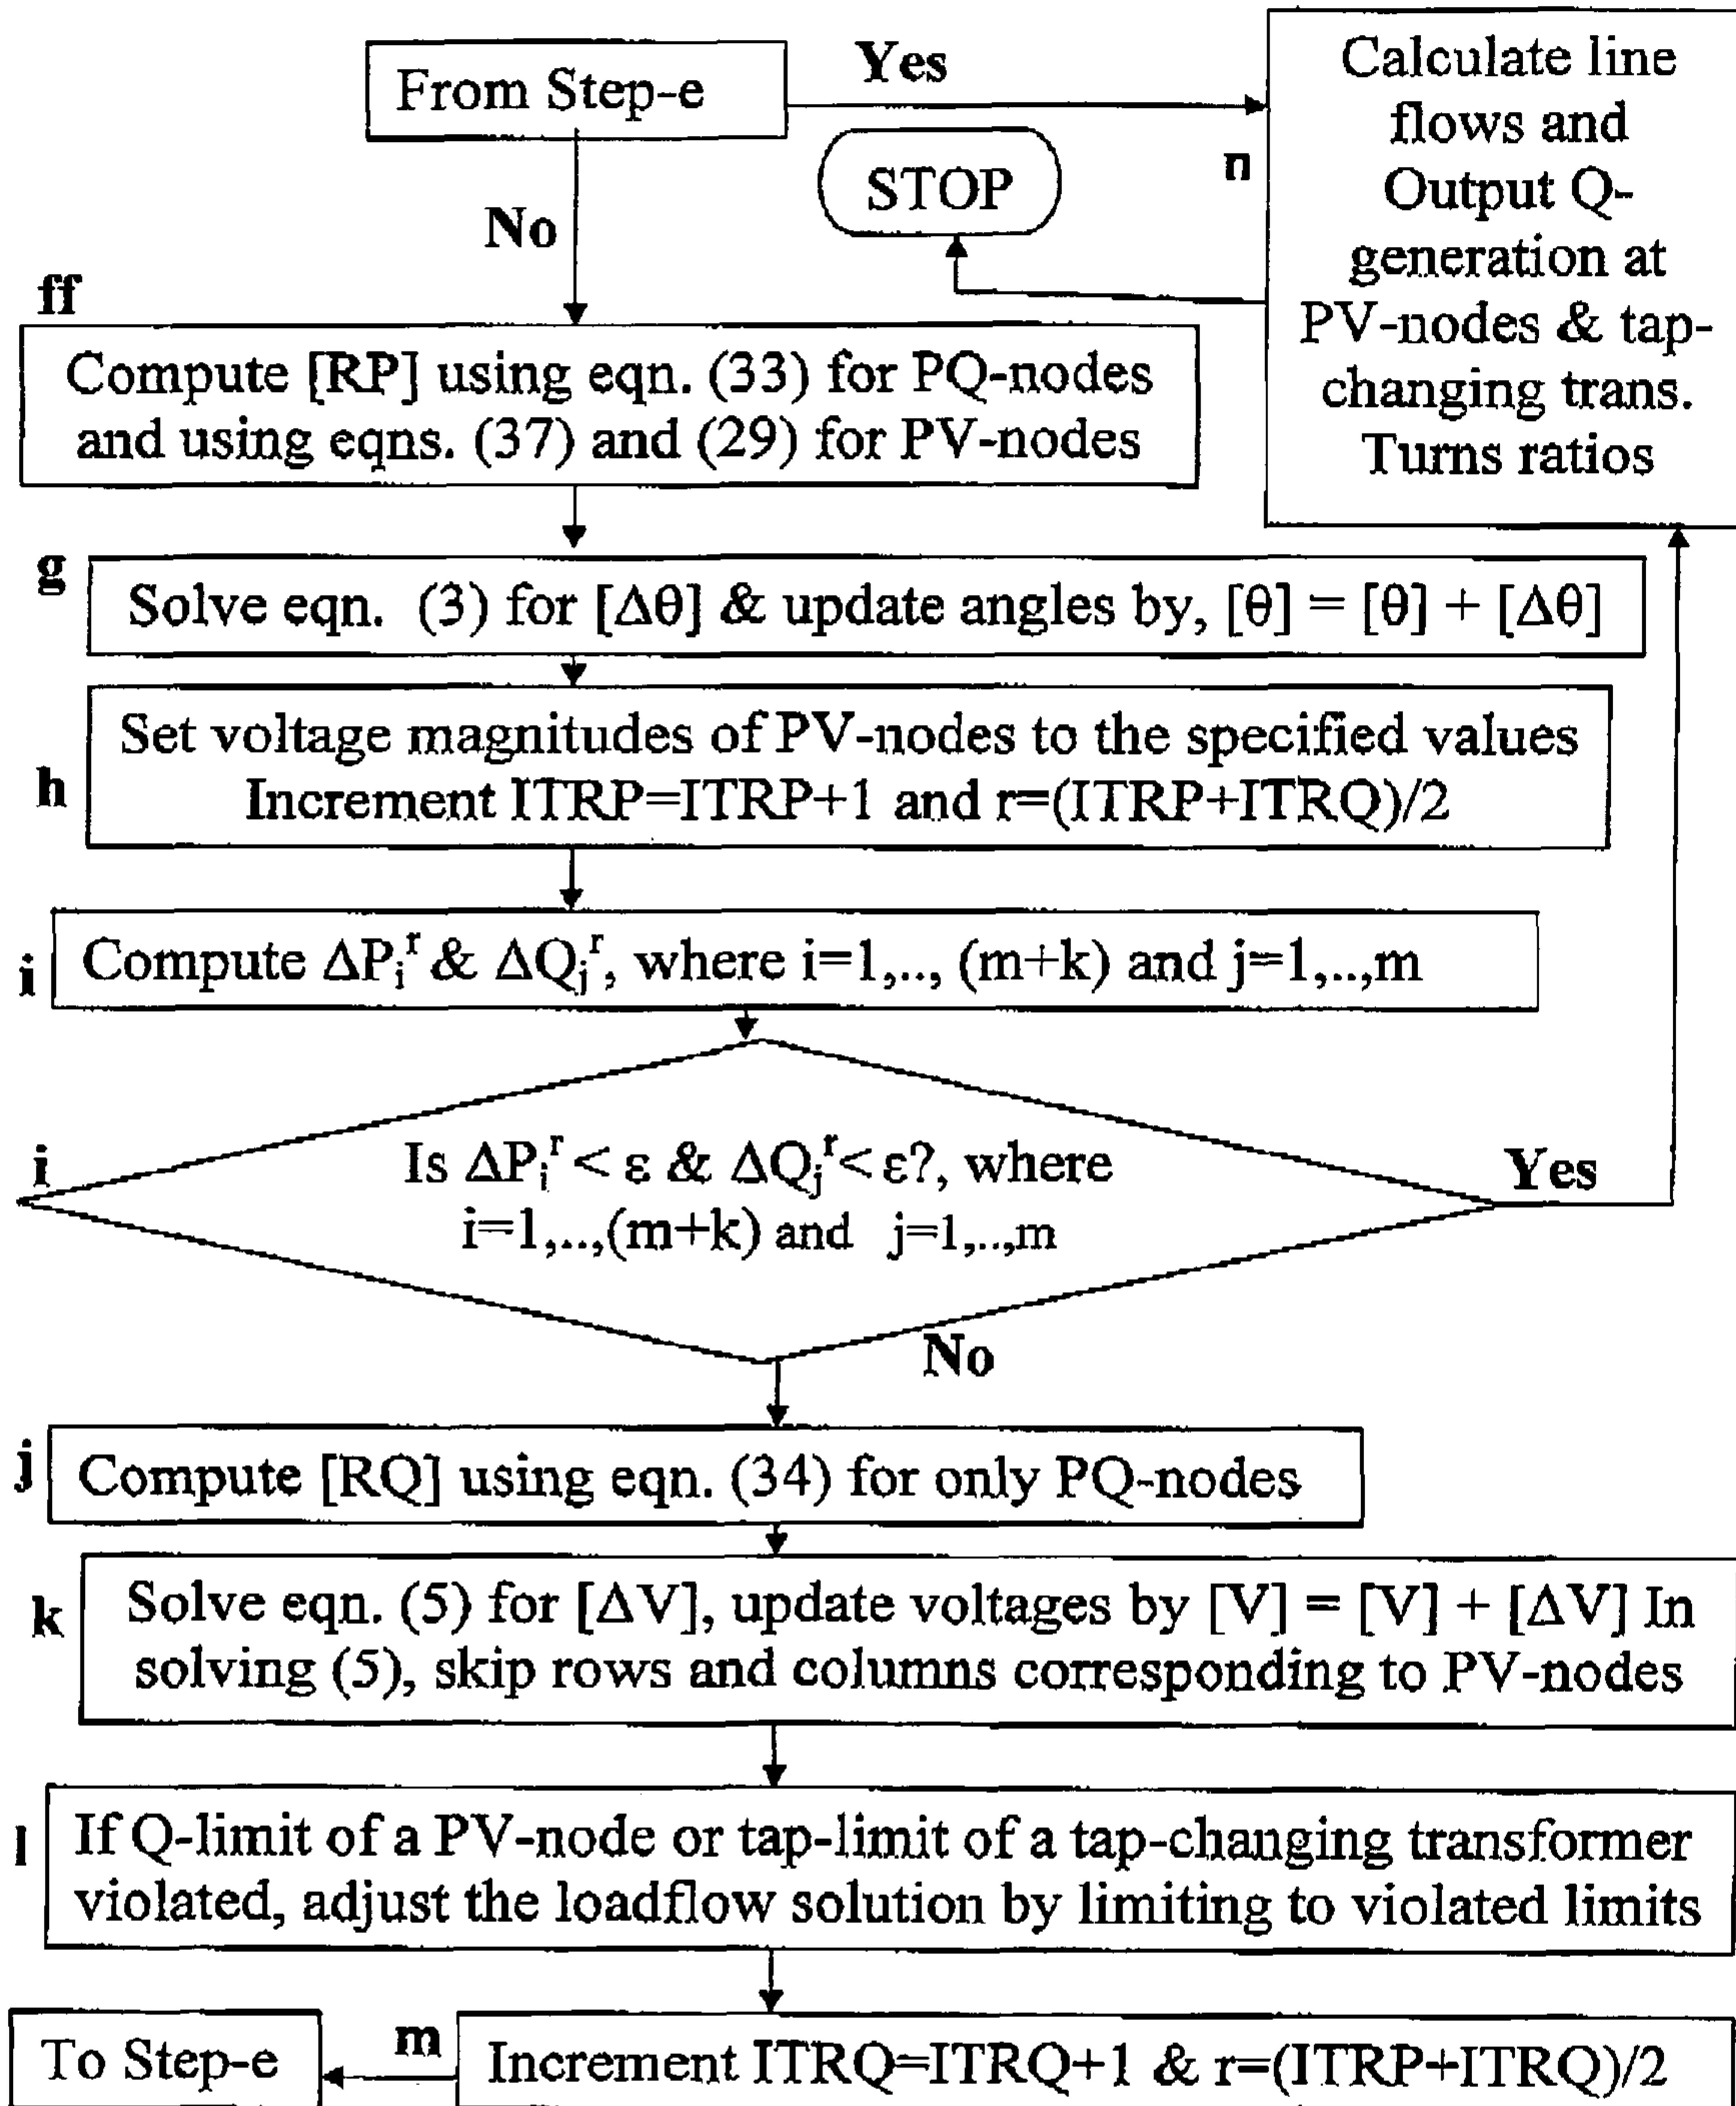 From Step-e
Yes
STOP
No
n
Calculate line
flows and
Output Q-
generation at
PV-nodes & tap-
changing trans.
Turns ratios
ff
Compute [RP] using eqn. (33) for PQ-nodes
and using eqns. (37) and (29) for PV-nodes
g
Solve eqn. (3) for [Δθ] & update angles by, [θ] = [θ] + [Δθ]
h
Set voltage magnitudes of PV-nodes to the specified values
Increment ITRP=ITRP+1 and r=(ITRP+ITRQ)/2
i
Compute ΔPᵢʳ & ΔQⱼʳ, where i=1,.., (m+k) and j=1,..,m
i
Is ΔPᵢʳ < ε & ΔQⱼʳ< ε?, where
i=1,..,(m+k) and j=1,..,m
Yes
No
j
Compute [RQ] using eqn. (34) for only PQ-nodes
k
Solve eqn. (5) for [ΔV], update voltages by [V] = [V] + [ΔV] In
solving (5), skip rows and columns corresponding to PV-nodes
l
If Q-limit of a PV-node or tap-limit of a tap-changing transformer
violated, adjust the loadflow solution by limiting to violated limits
To Step-e
m
Increment ITRQ=ITRQ+1 & r=(ITRP+ITRQ)/2